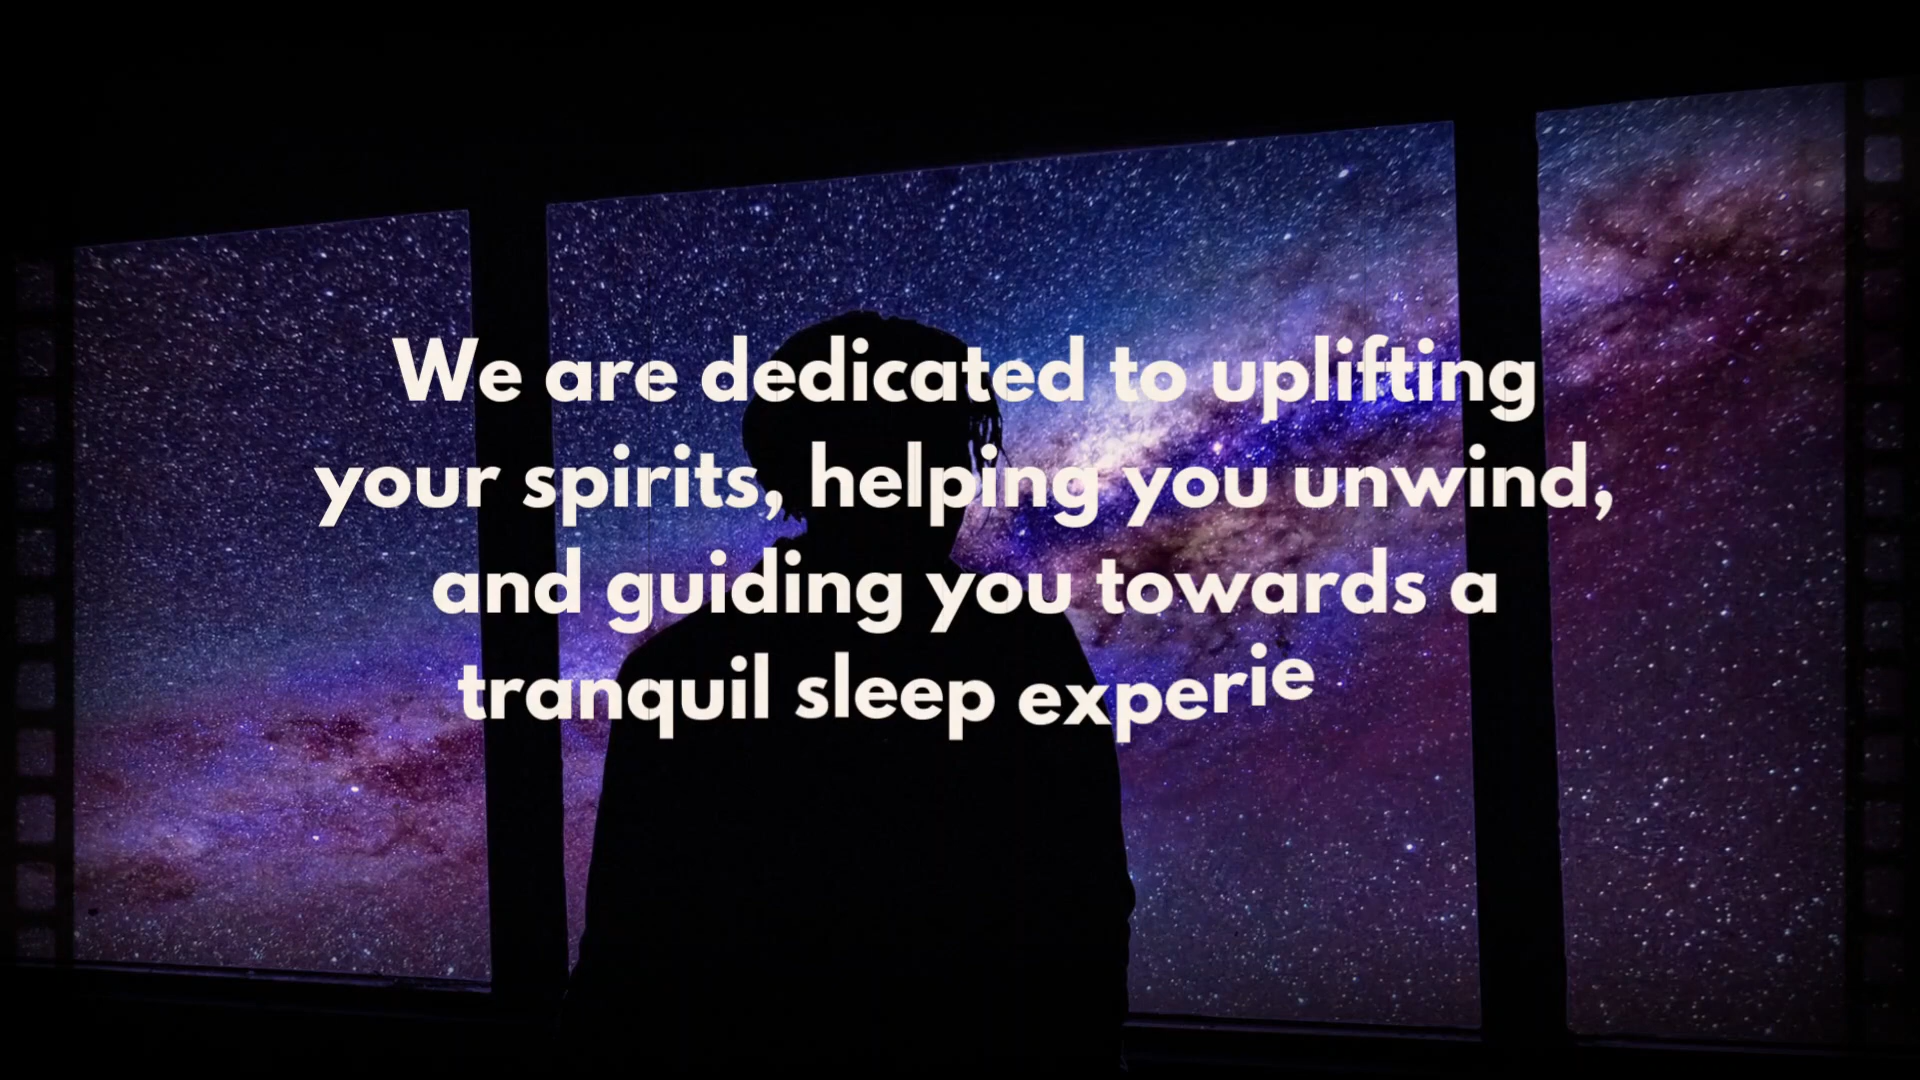 We are dedicated to uplifting
your spirits, helping you unwind,
and guiding you towards a
tranquil sleep experie